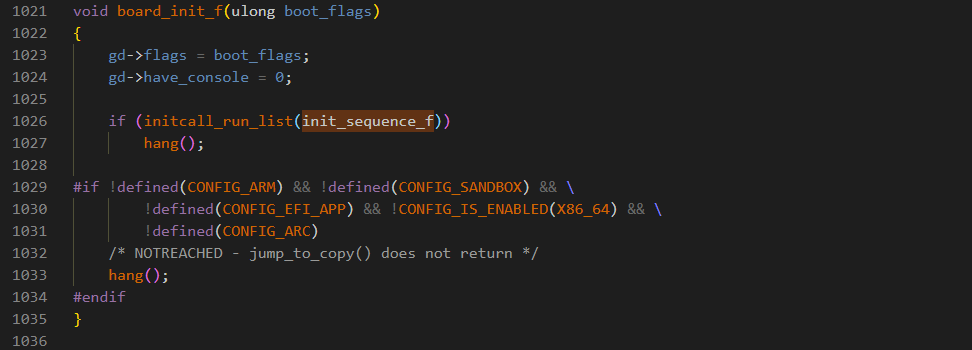 1021 void board_init_f(ulong boot_flags)
1022 {
1023     gd->flags = boot_flags;
1024     gd->have_console = 0;
1025
1026     if (initcall_run_list(init_sequence_f))
1027         hang();
1028
1029 #if !defined(CONFIG_ARM) && !defined(CONFIG_SANDBOX) && \
1030         !defined(CONFIG_EFI_APP) && !CONFIG_IS_ENABLED(X86_64) && \
1031         !defined(CONFIG_ARC)
1032     /* NOTREACHED - jump_to_copy() does not return */
1033     hang();
1034 #endif
1035 }
1036